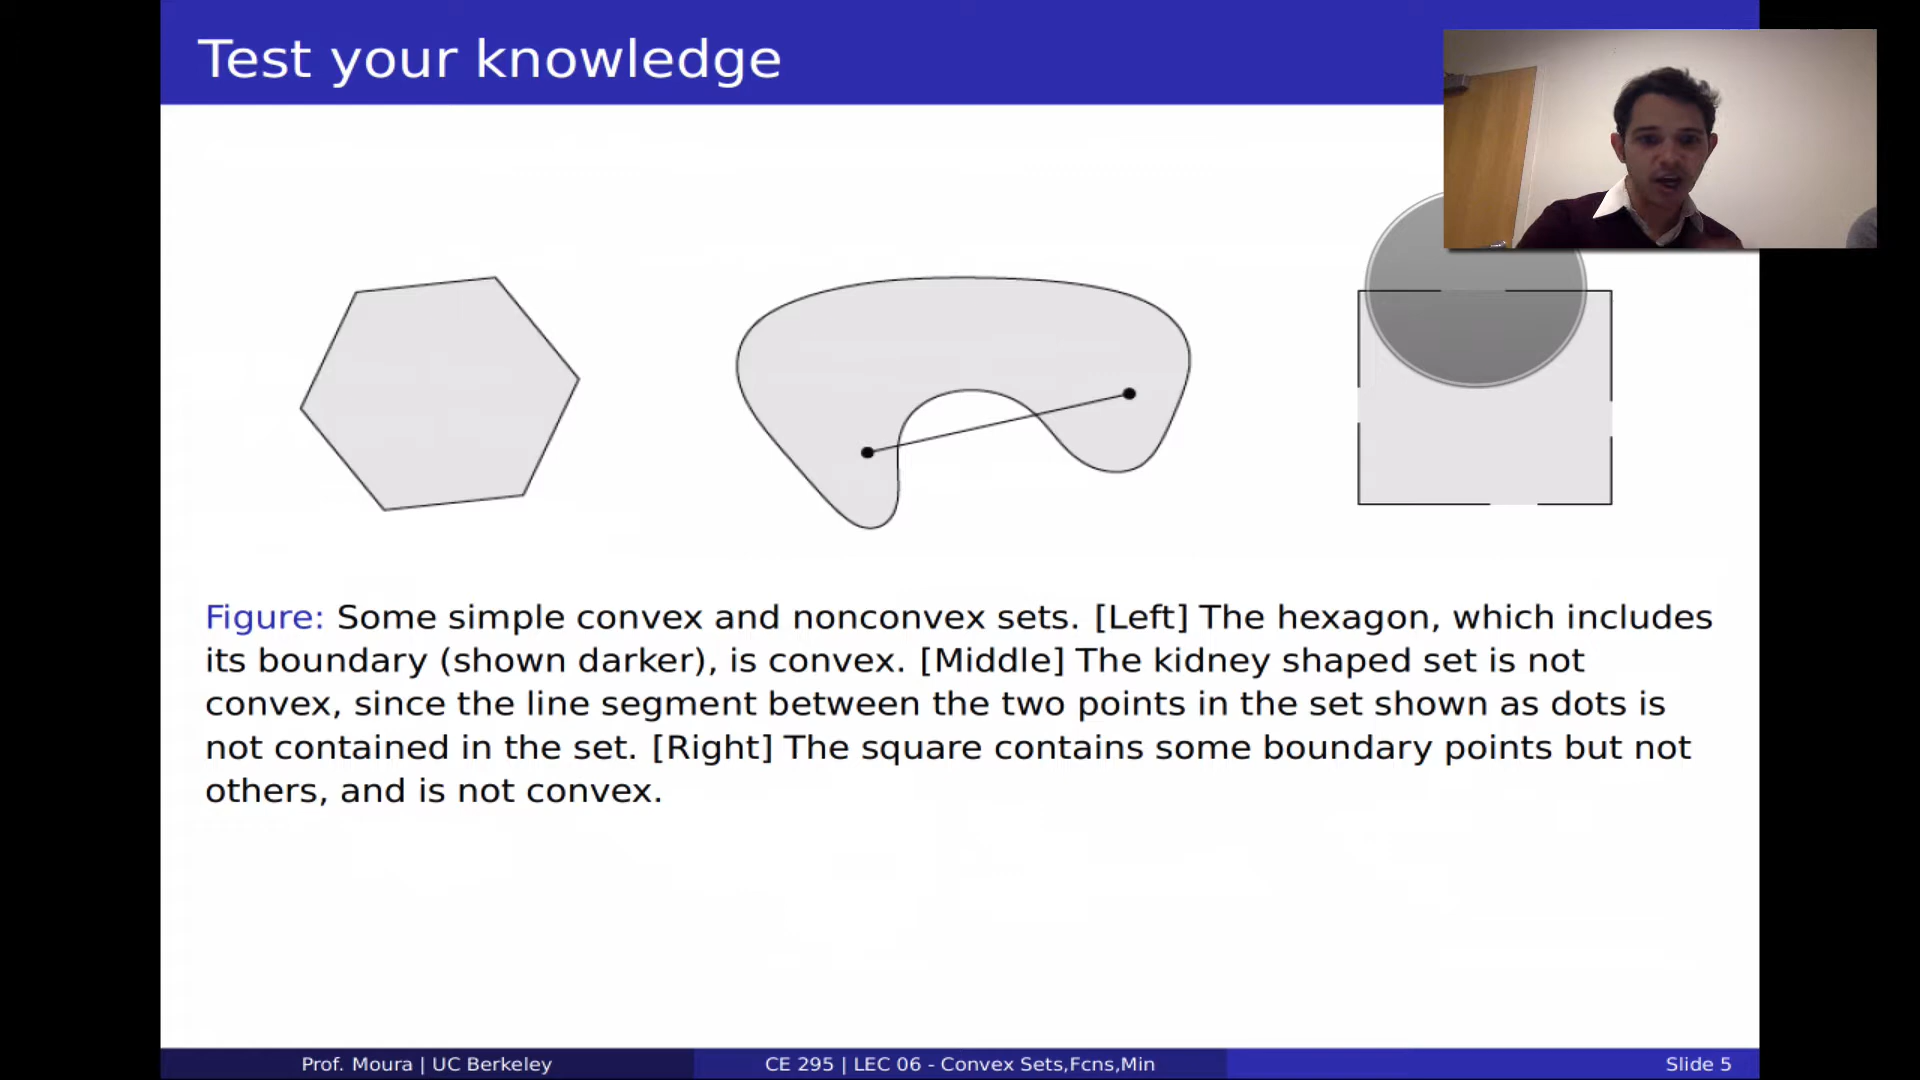 Test your knowledge
Figure: Some simple convex and nonconvex sets. [Left] The hexagon, which includes
its boundary (shown darker), is convex. [Middle] The kidney shaped set is not
convex, since the line segment between the two points in the set shown as dots is
not contained in the set. [Right] The square contains some boundary points but not
others, and is not convex.
Prof. Moura | UC Berkeley
CE 295 | LEC 06 - Convex Sets,Fcns,Min
Slide 5